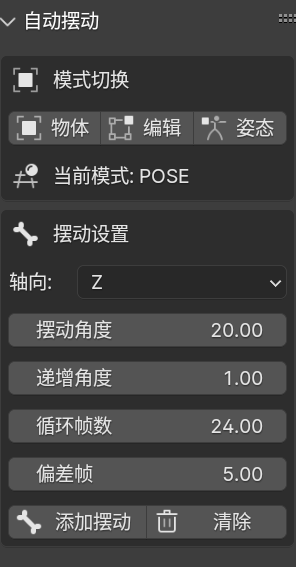 自动摆动
模式切换
物体 编辑 姿态
当前模式: POSE
摆动设置
轴向: Z
摆动角度 20.00
递增角度 1.00
循环帧数 24.00
偏差帧 5.00
添加摆动 清除